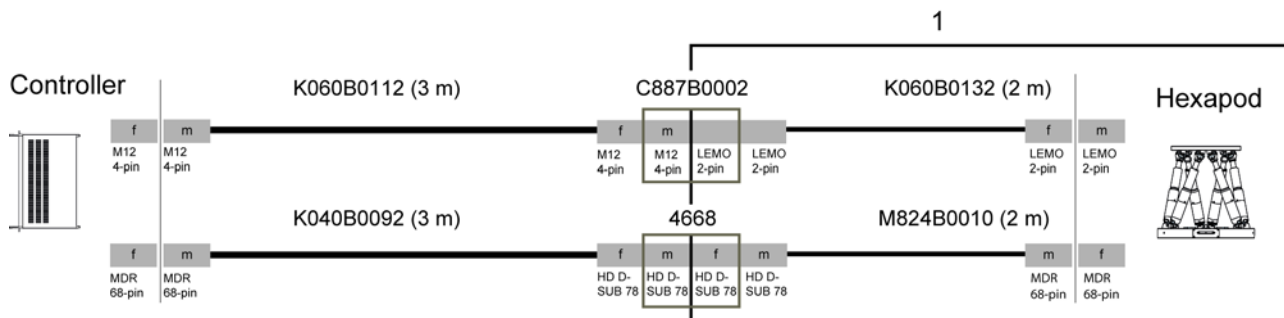 1
Controller
K060B0112 (3 m)
C887B0002
K060B0132 (2 m)
Hexapod
f
m
f
m
f
m
M12
4-pin
M12
4-pin
M12
4-pin
M12
4-pin
LEMO
2-pin
LEMO
2-pin
LEMO
2-pin
LEMO
2-pin
K040B0092 (3 m)
4668
M824B0010 (2 m)
f
m
f
m
f
m
m
f
MDR
68-pin
MDR
68-pin
HD D-
SUB 78
HD D-
SUB 78
HD D-
SUB 78
HD D-
SUB 78
MDR
68-pin
MDR
68-pin